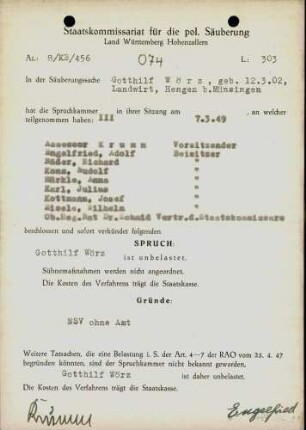 Staatskommissariat für die pol. Säuberung
Land Württemberg Hohenzollern
Az: R/KB/456 074 L: 303
In der Säuberungssache Gotthilf Wörz, geb. 12.3.02,
Landwirt, Hengen b.Münsingen
hat die Spruchkammer III in ihrer Sitzung am 7.3.49, an welcher
teilgenommen haben:
Assessor Krumm Vorsitzender
Engelfried, Adolf Beisitzer
Bäder, Richard "
Konz, Rudolf "
Märkle, Anna "
Karl, Julius "
Kottmann, Josef "
Eisele, Wilhelm "
Ob.Reg.Rat Dr.Schmid Vertr.d.Staatskommissars
beschlossen und sofort verkündet folgenden
SPRUCH:
Gotthilf Wörz ist unbelastet.
Sühnemaßnahmen werden nicht angeordnet.
Die Kosten des Verfahrens trägt die Staatskasse.
Gründe:
NSV ohne Amt
Weitere Tatsachen, die eine Belastung i. S. der Art. 4–7 der RAO vom 25. 4. 47
begründen könnten, sind der Spruchkammer nicht bekannt geworden.
Gotthilf Wörz ist daher unbelastet.
Die Kosten des Verfahrens trägt die Staatskasse.
Krumm Engelfried